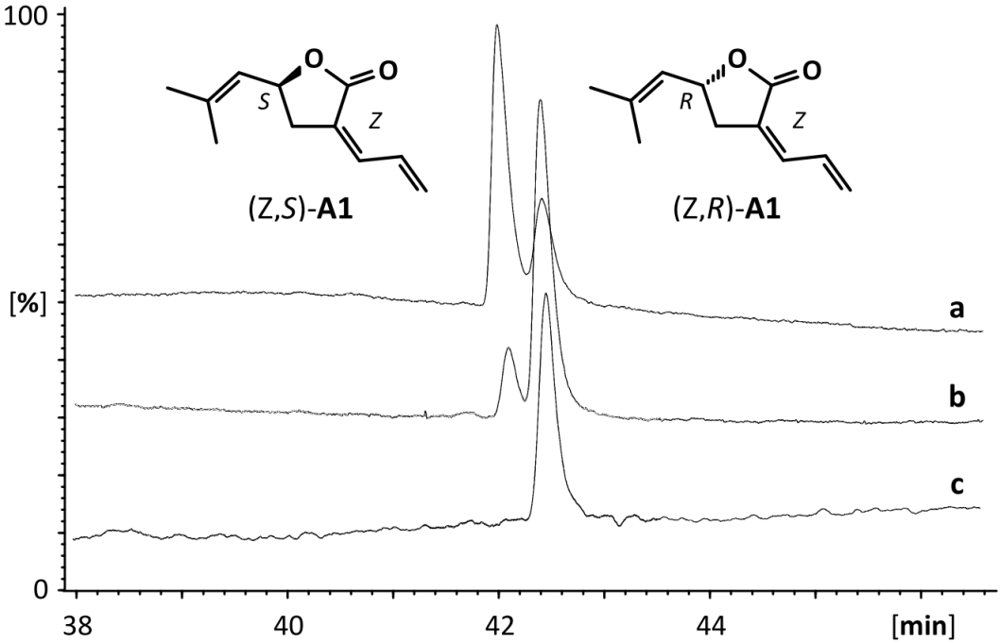 100
O
O
S
Z
(Z,S)-A1
O
O
R
Z
(Z,R)-A1
[%]
a
b
c
0
38
40
42
44
[min]